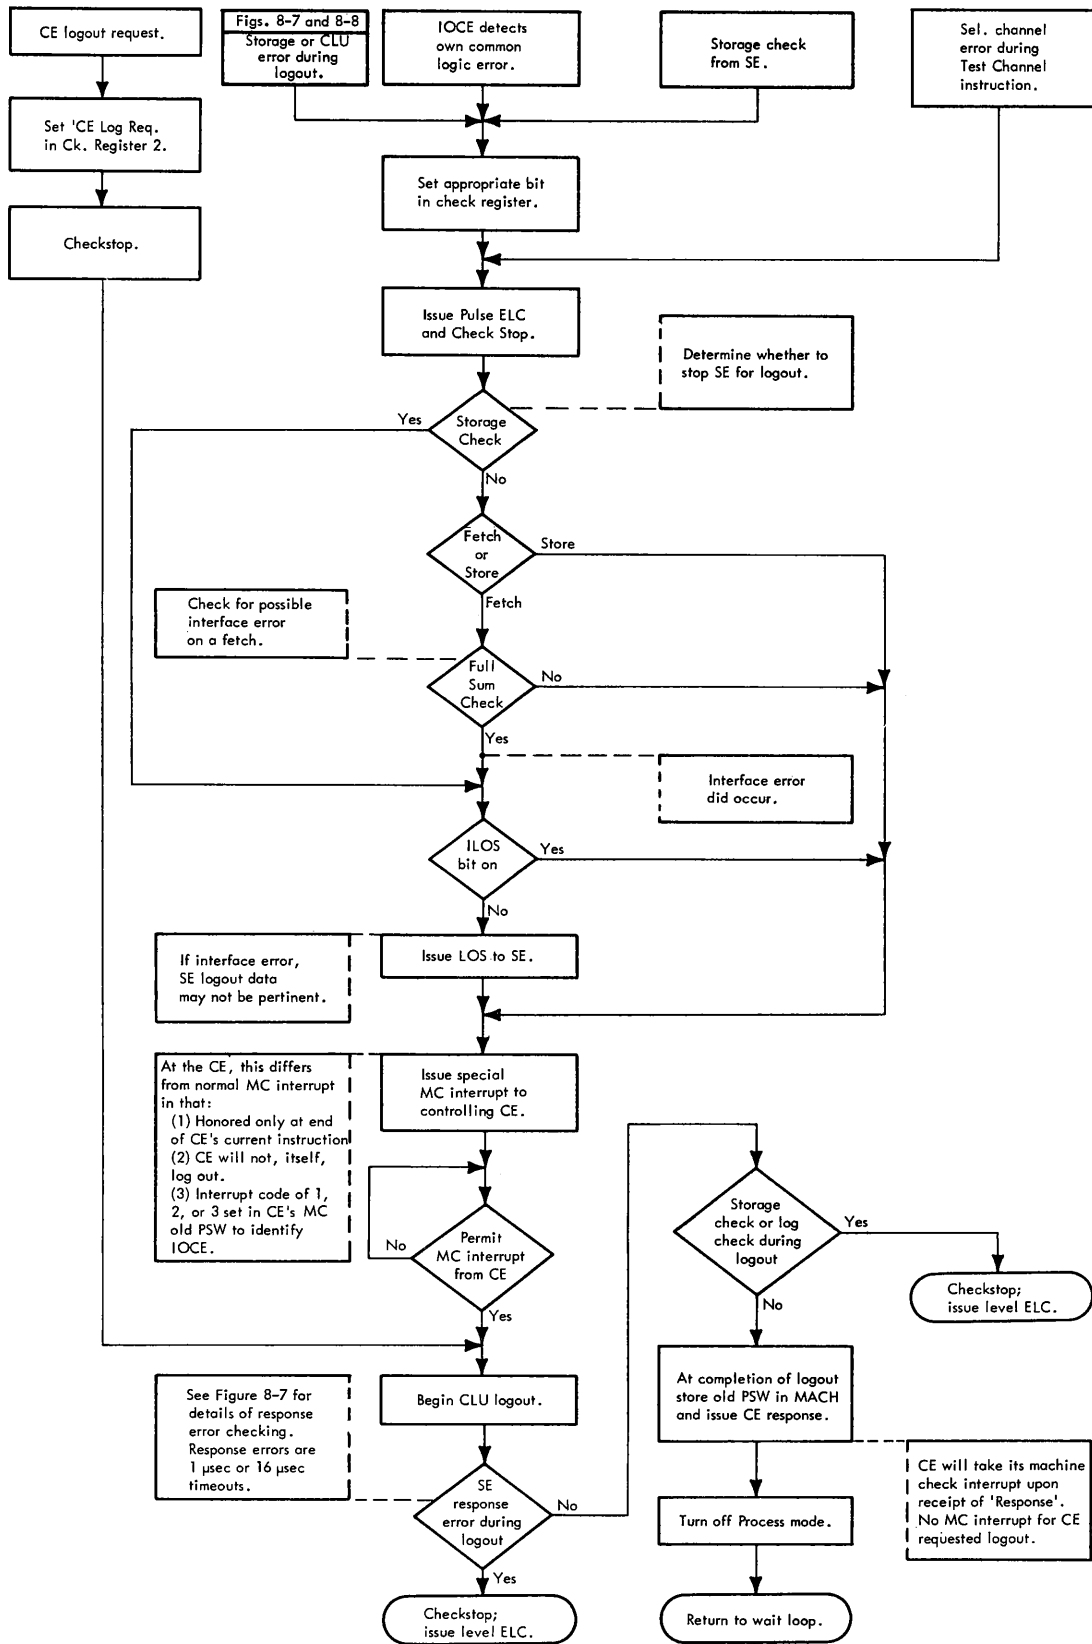 CE logout request.
Figs. 8-7 and 8-8
Storage or CLU
error during
logout.
IOCE detects
own common
logic error.
Storage check
from SE.
Sel. channel
error during
Test Channel
instruction.
Set 'CE Log Req.
in Ck. Register 2.
Set appropriate bit
in check register.
Checkstop.
Issue Pulse ELC
and Check Stop.
Determine whether to
stop SE for logout.
Yes
Storage
Check
No
Fetch
or
Store
Store
Fetch
Check for possible
interface error
on a fetch.
Full
Sum
Check
No
Yes
Interface error
did occur.
ILOS
bit on
Yes
No
If interface error,
SE logout data
may not be pertinent.
Issue LOS to SE.
At the CE, this differs
from normal MC interrupt
in that:
(1) Honored only at end
of CE's current instruction
(2) CE will not, itself,
log out.
(3) Interrupt code of 1,
2, or 3 set in CE's MC
old PSW to identify
IOCE.
Issue special
MC interrupt to
controlling CE.
No
Permit
MC interrupt
from CE
Yes
Storage
check or log
check during
logout
Yes
No
Checkstop;
issue level ELC.
See Figure 8-7 for
details of response
error checking.
Response errors are
1 μsec or 16 μsec
timeouts.
Begin CLU logout.
At completion of logout
store old PSW in MACH
and issue CE response.
SE
response
error during
logout
No
Yes
Turn off Process mode.
CE will take its machine
check interrupt upon
receipt of 'Response'.
No MC interrupt for CE
requested logout.
Checkstop;
issue level ELC.
Return to wait loop.